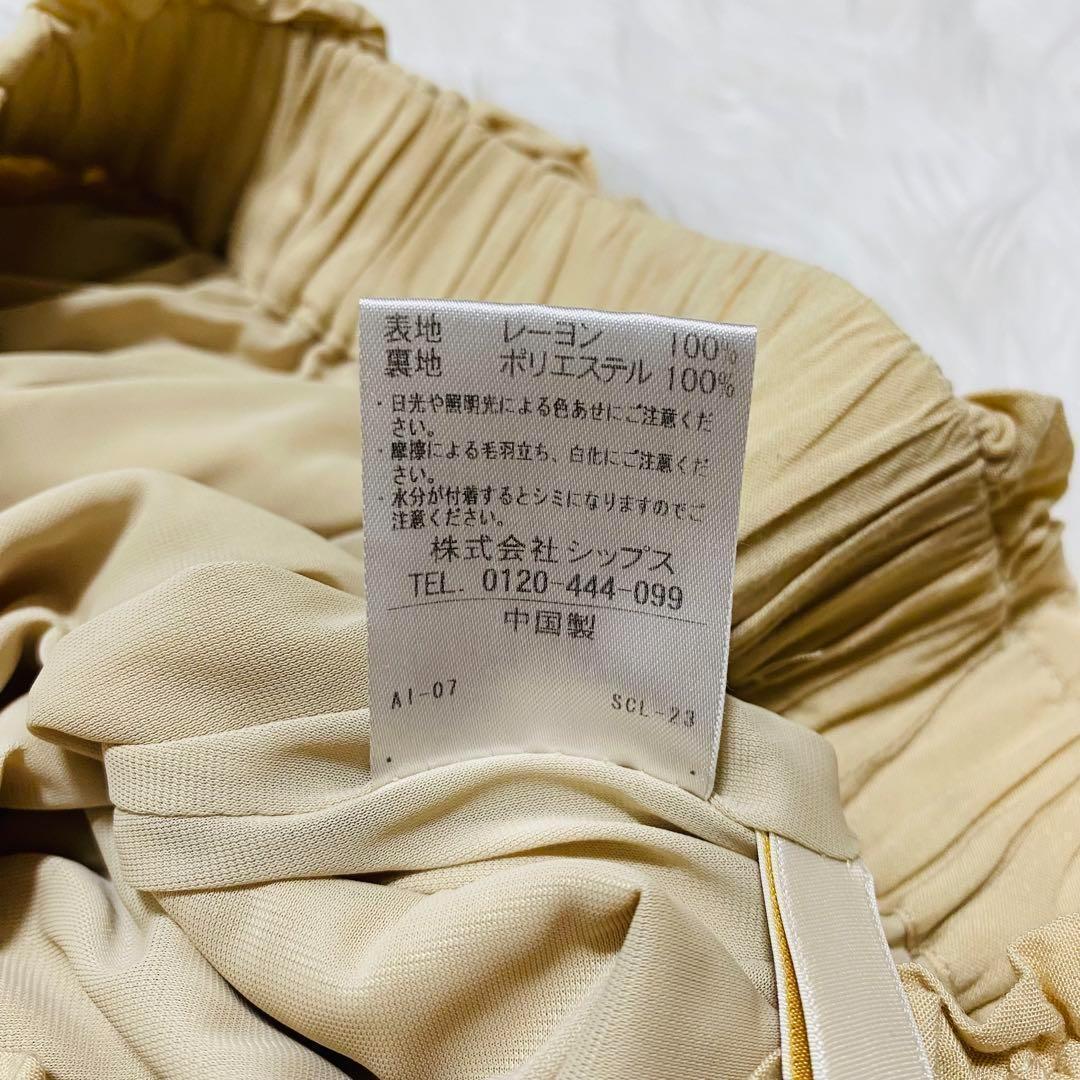 表地 レーヨン 100%
裏地 ポリエステル 100%
・日光や照明光による色あせにご注意くだ
さい。
・摩擦による毛羽立ち、白化にご注意くだ
さい。
・水分が付着するとシミになりますのでご
注意ください。
株式会社シップス
TEL. 0120-444-099
中国製
AI-07 SCL-23